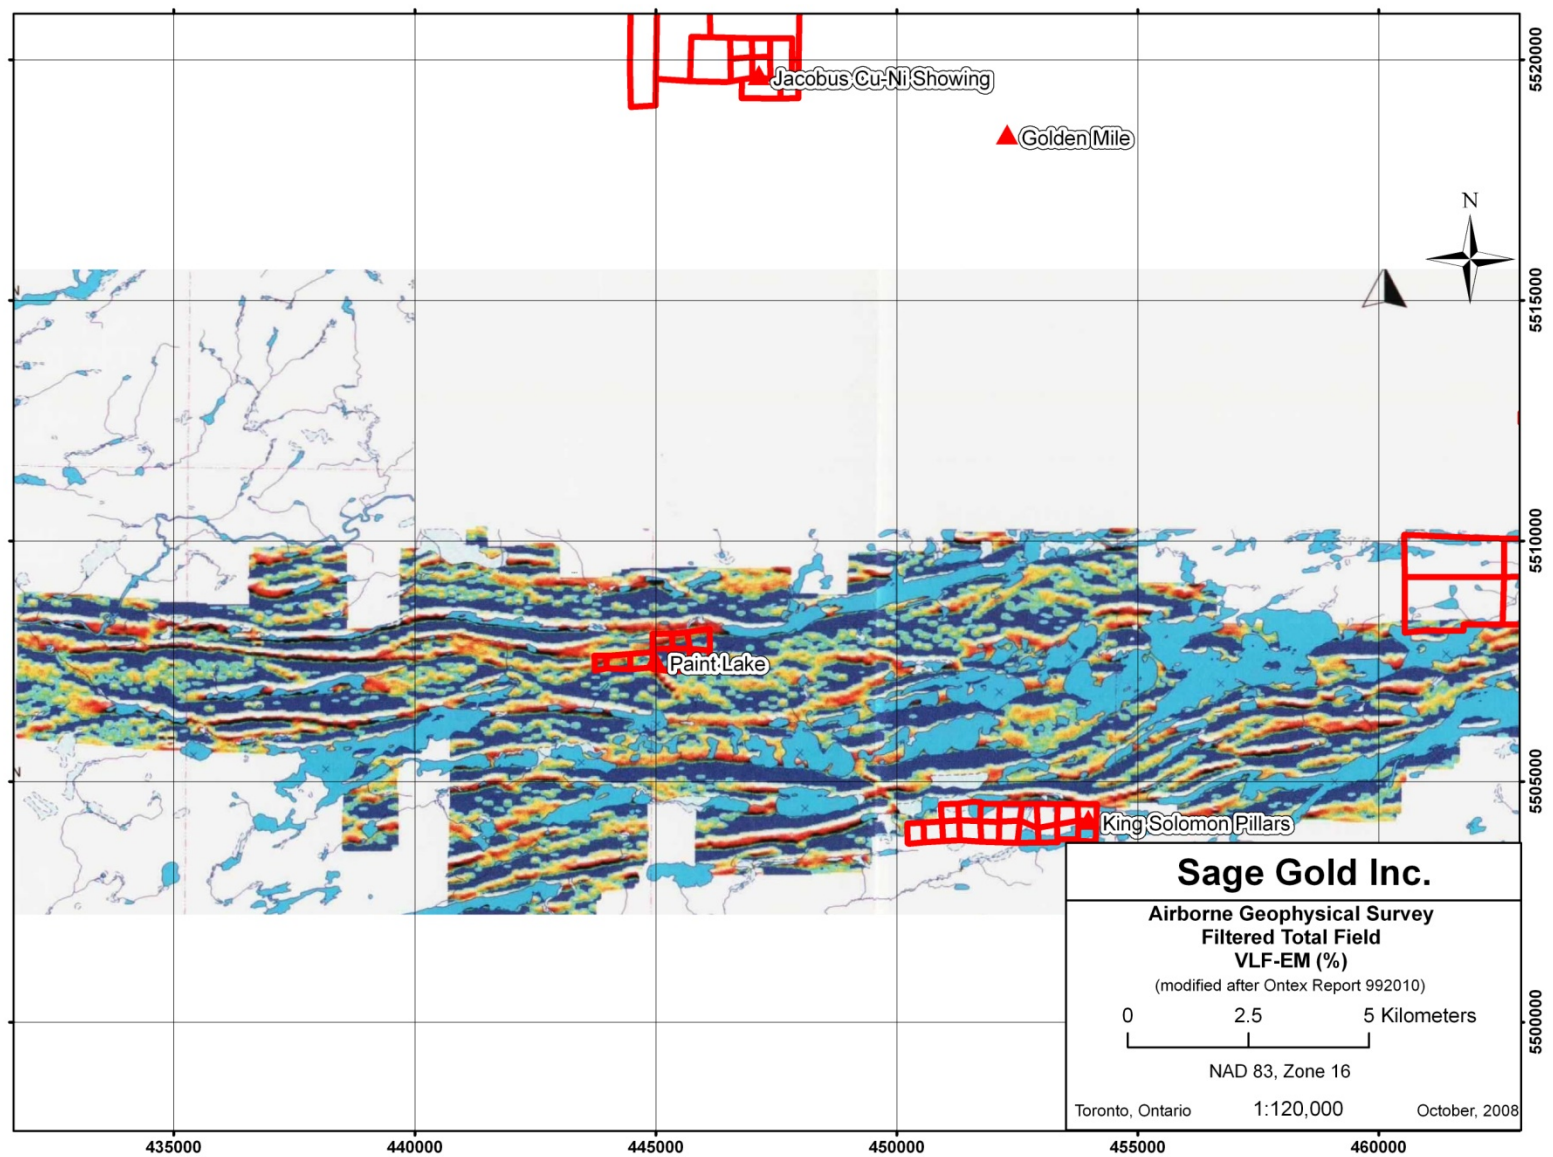 Jacobus Cu-Ni Showing
5520000
Golden Mile
N
N
5515000
5510000
Paint Lake
N
5505000
King Solomon Pillars
Sage Gold Inc.
Airborne Geophysical Survey
Filtered Total Field
VLF-EM (%)
(modified after Ontex Report 992010)
0 2.5 5 Kilometers
5500000
NAD 83, Zone 16
Toronto, Ontario 1:120,000 October, 2008
435000 440000 445000 450000 455000 460000